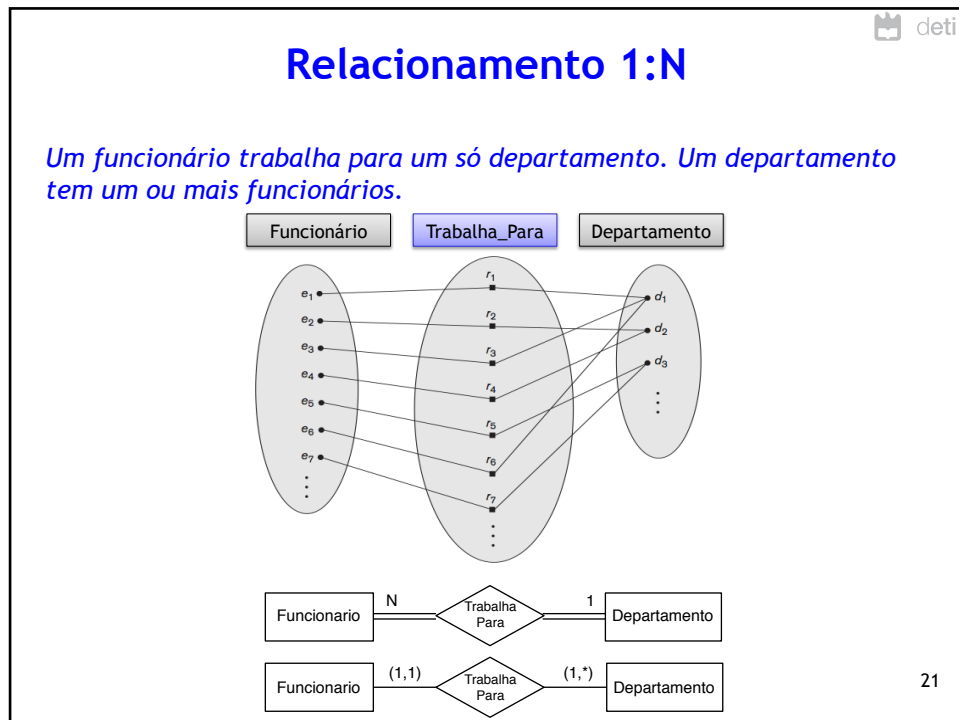 deti
Relacionamento 1:N
Um funcionário trabalha para um só departamento. Um departamento
tem um ou mais funcionários.
Funcionário Trabalha_Para Departamento
r1
e1 d1
e2 r2 d2
e3 r3 d3
e4 r4
e5 r5
e6 r6
e7 r7
Funcionario N Trabalha Para 1 Departamento
Funcionario (1,1) Trabalha Para (1,*) Departamento
21